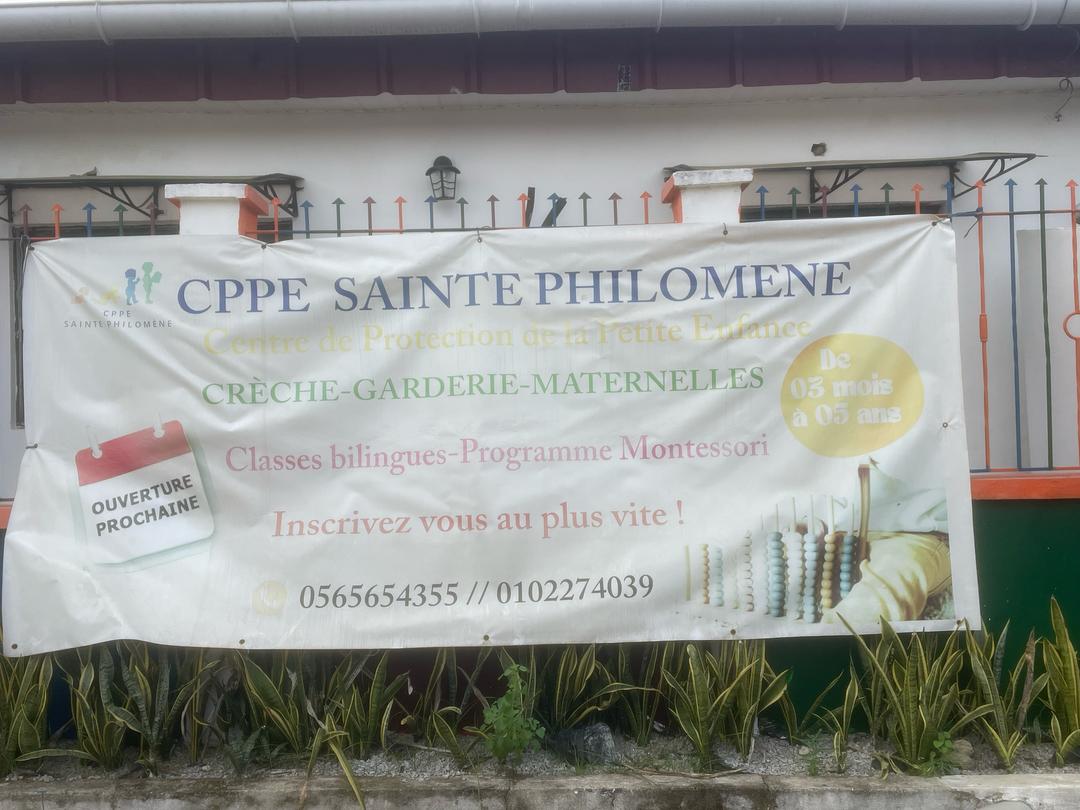 CPPE
SAINTE PHILOMÈNE
CPPE SAINTE PHILOMENE
Centre de Protection de la Petite Enfance
CRÈCHE-GARDERIE-MATERNELLES
De
03 mois
à 05 ans
Classes bilingues-Programme Montessori
OUVERTURE
PROCHAINE
Inscrivez vous au plus vite !
0565654355 // 0102274039